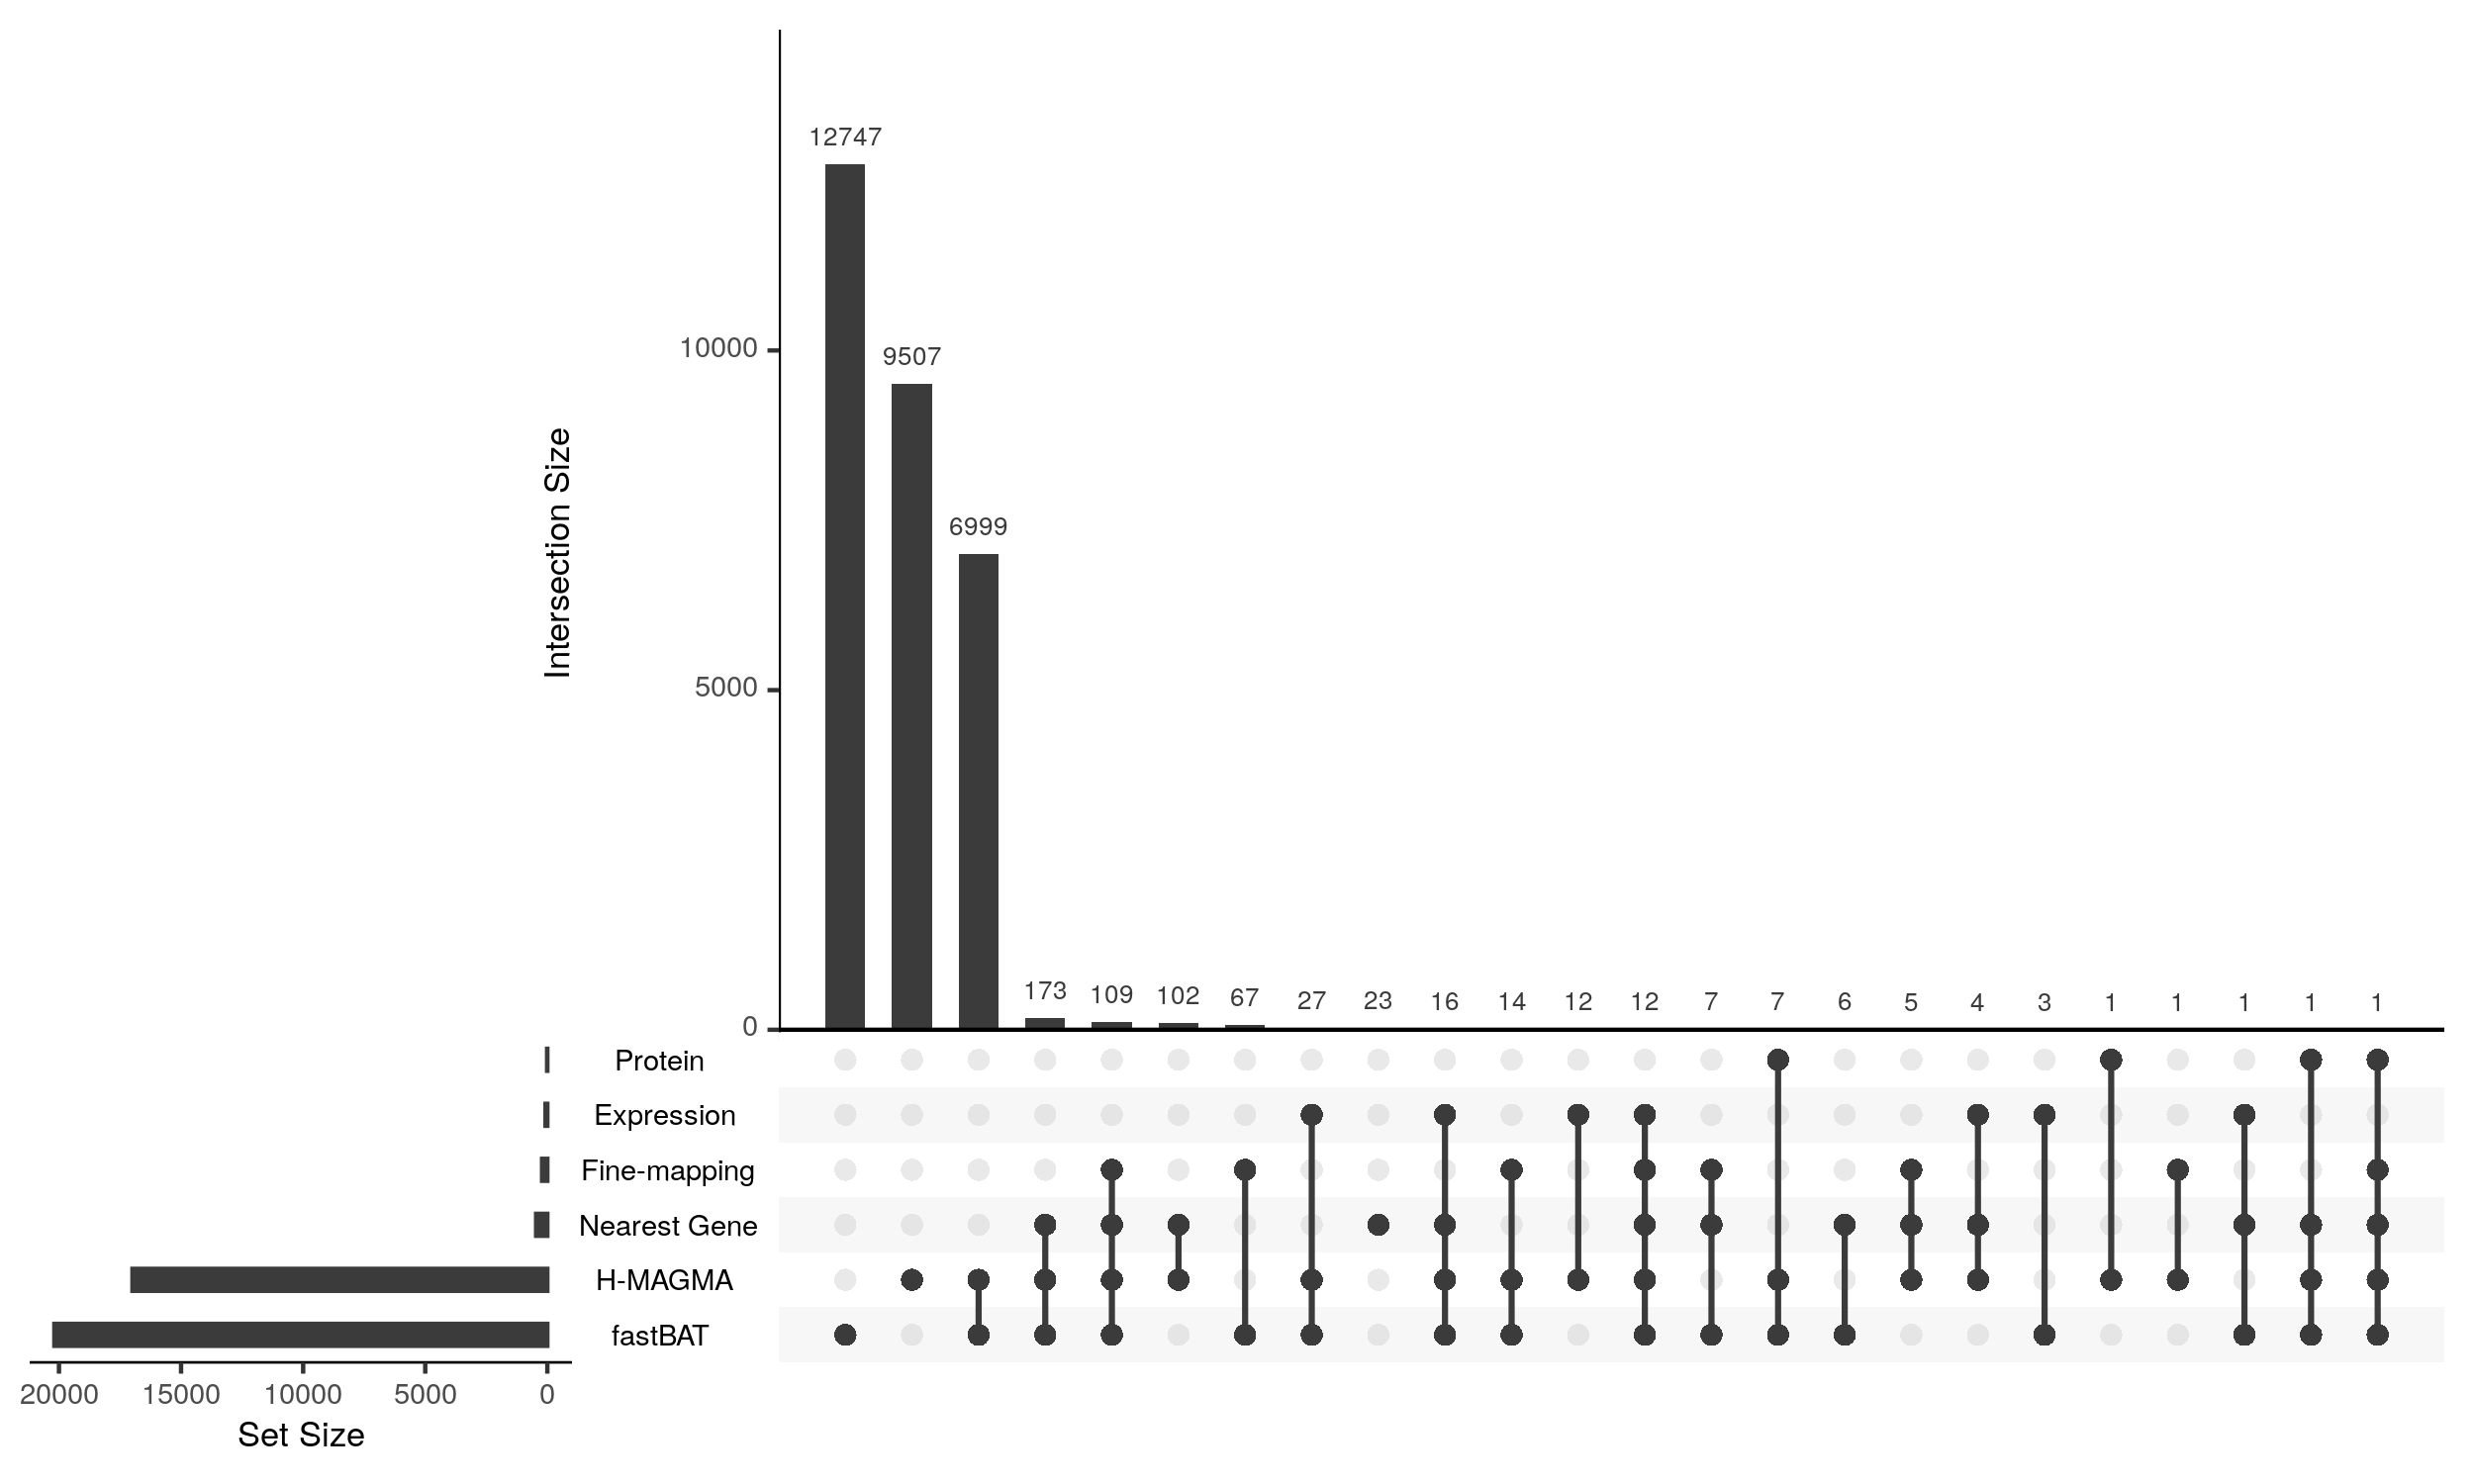 12747
9507
6999
173 109 102 67 27 23 16 14 12 12 7 7 6 5 4 3 1 1 1 1 1
10000
5000
0
Intersection Size
Protein
Expression
Fine-mapping
Nearest Gene
H-MAGMA
fastBAT
20000 15000 10000 5000 0
Set Size